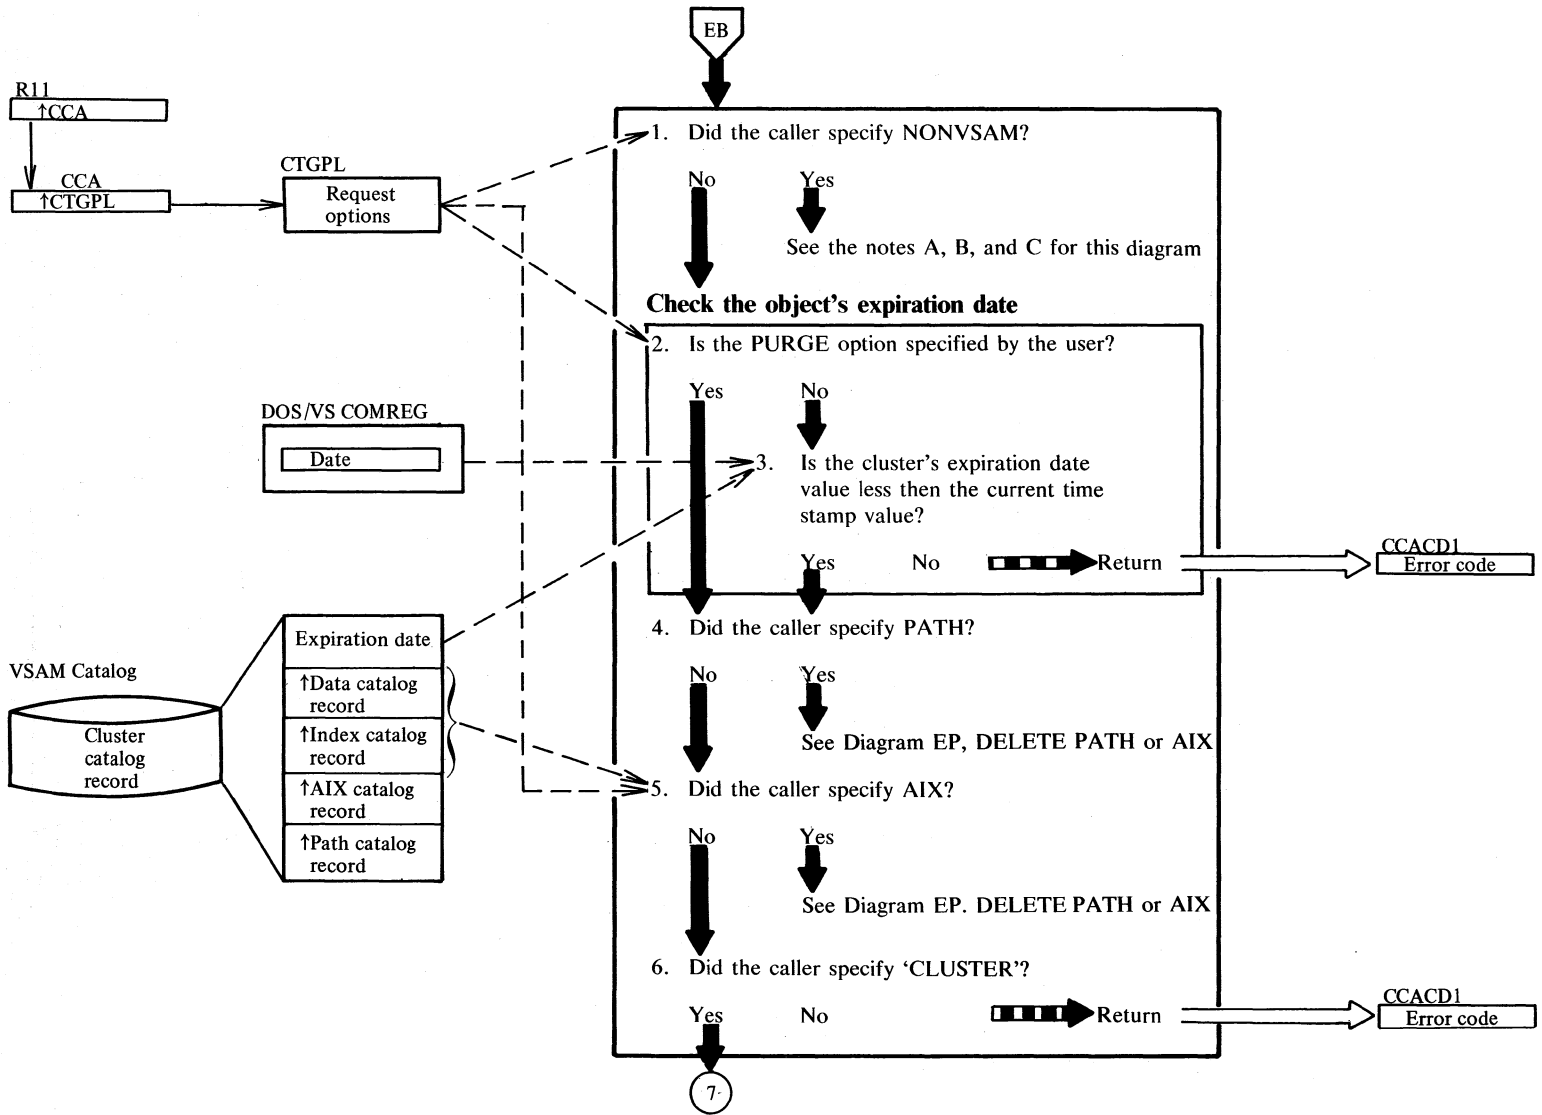 EB
R11
↑CCA
CCA
↑CTGPL
CTGPL
Request
options
1. Did the caller specify NONVSAM?
No Yes
See the notes A, B, and C for this diagram
Check the object's expiration date
2. Is the PURGE option specified by the user?
Yes No
DOS/VS COMREG
Date
3. Is the cluster's expiration date
value less then the current time
stamp value?
Yes No Return
CCACD1
Error code
4. Did the caller specify PATH?
No Yes
See Diagram EP, DELETE PATH or AIX
VSAM Catalog
Cluster
catalog
record
Expiration date
↑Data catalog
record
↑Index catalog
record
↑AIX catalog
record
↑Path catalog
record
5. Did the caller specify AIX?
No Yes
See Diagram EP. DELETE PATH or AIX
6. Did the caller specify ‘CLUSTER’?
Yes No Return
CCACD1
Error code
7